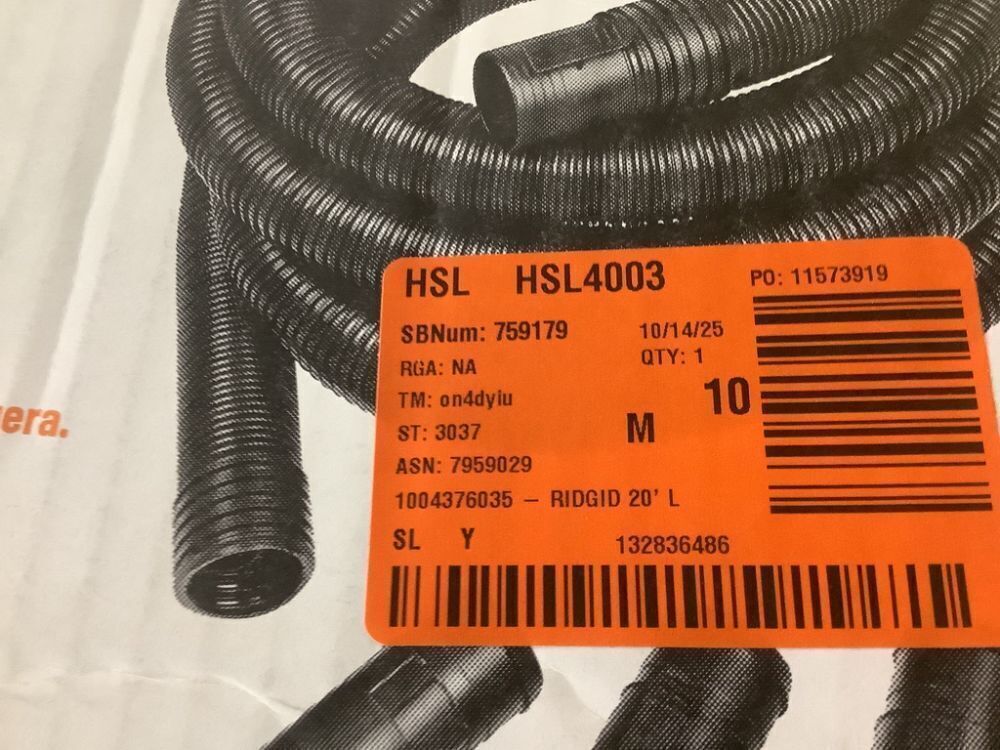 HSL HSL4003 PO: 11573919
SBNum: 759179 10/14/25
RGA: NA QTY: 1
TM: on4dyiu 10
ST: 3037 M
ASN: 7959029
1004376035 – RIDGID 20' L
SL Y 132836486
era.